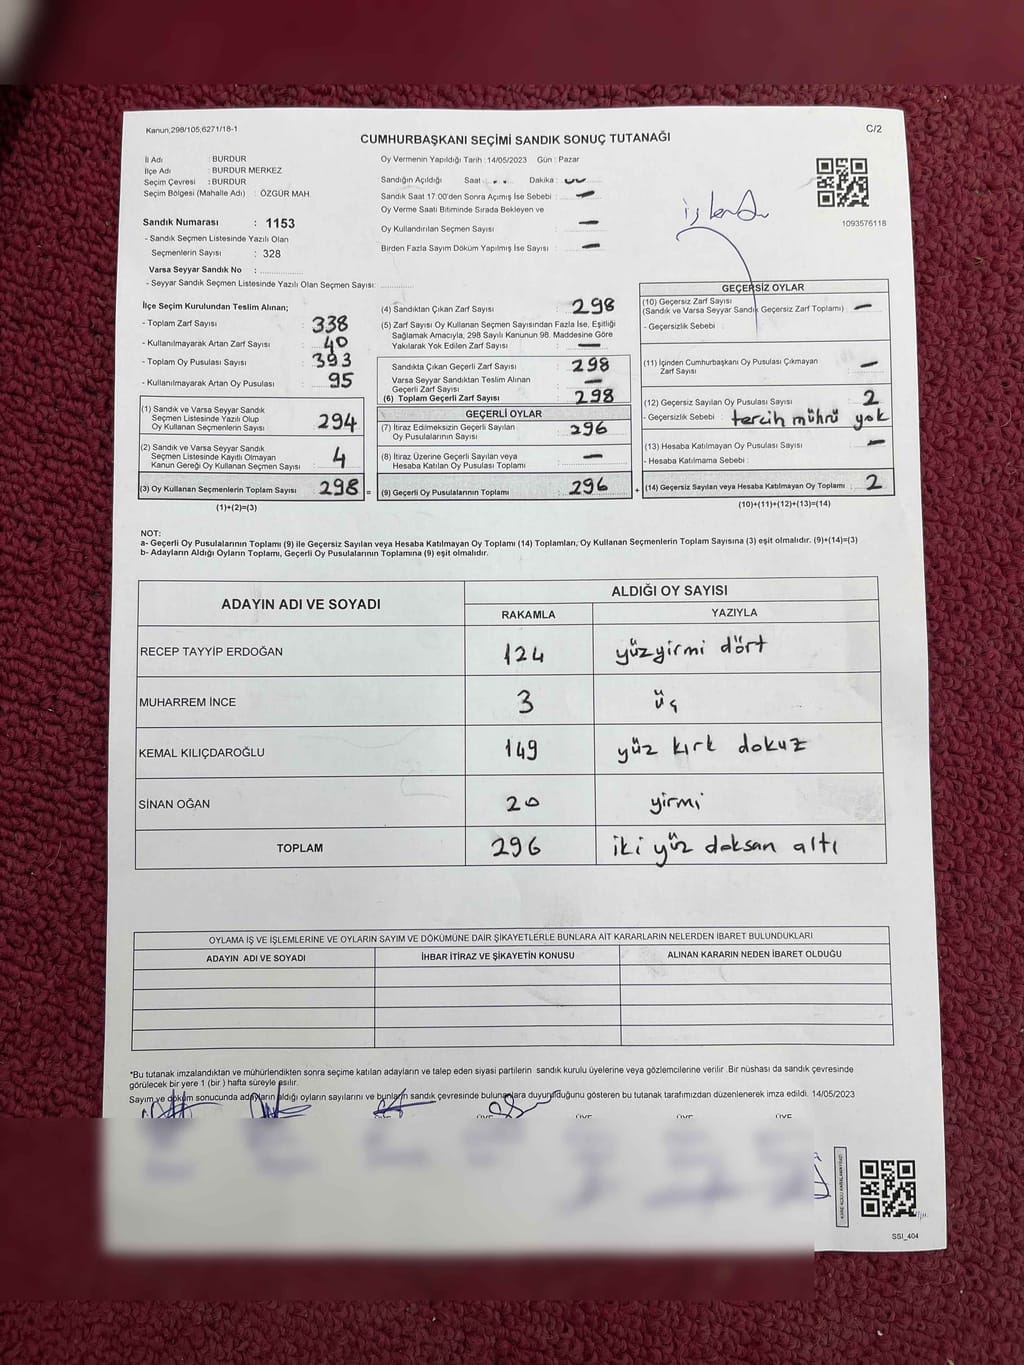 Kanun,298/105,6271/18-1
C/2
CUMHURBAŞKANI SEÇİMİ SANDIK SONUÇ TUTANAĞI
İl Adı : BURDUR
İlçe Adı : BURDUR MERKEZ
Seçim Çevresi : BURDUR
Seçim Bölgesi (Mahalle Adı) : ÖZGÜR MAH.
Sandık Numarası : 1153
- Sandık Seçmen Listesinde Yazılı Olan
Seçmenlerin Sayısı : 328
Varsa Seyyar Sandık No :
- Seyyar Sandık Seçmen Listesinde Yazılı Olan Seçmen Sayısı:
Oy Vermenin Yapıldığı Tarih :14/05/2023 Gün : Pazar
Sandığın Açıldığı Saat : Dakika :
Sandık Saat 17:00'den Sonra Açımış İse Sebebi : —
Oy Verme Saati Bitiminde Sırada Bekleyen ve
Oy Kullandırılan Seçmen Sayısı : —
Birden Fazla Sayım Döküm Yapılmış İse Sayısı : —
1093576118
İlçe Seçim Kurulundan Teslim Alınan;
- Toplam Zarf Sayısı : 338
- Kullanılmayarak Artan Zarf Sayısı : 40
- Toplam Oy Pusulası Sayısı : 393
- Kullanılmayarak Artan Oy Pusulası : 95
(1) Sandık ve Varsa Seyyar Sandık
Seçmen Listesinde Yazılı Olup
Oy Kullanan Seçmenlerin Sayısı : 294
(2) Sandık ve Varsa Seyyar Sandık
Seçmen Listesinde Kayıtlı Olmayan
Kanun Gereği Oy Kullanan Seçmen Sayısı : 4
(3) Oy Kullanan Seçmenlerin Toplam Sayısı : 298 =
(1)+(2)=(3)
(4) Sandıktan Çıkan Zarf Sayısı : 298
(5) Zarf Sayısı Oy Kullanan Seçmen Sayısından Fazla İse, Eşitliği
Sağlamak Amacıyla, 298 Sayılı Kanunun 98. Maddesine Göre
Yakılarak Yok Edilen Zarf Sayısı : —
Sandıkta Çıkan Geçerli Zarf Sayısı : 298
Varsa Seyyar Sandıktan Teslim Alınan
Geçerli Zarf Sayısı : —
(6) Toplam Geçerli Zarf Sayısı : 298
GEÇERLİ OYLAR
(7) İtiraz Edilmeksizin Geçerli Sayılan
Oy Pusulalarının Sayısı : 296
(8) İtiraz Üzerine Geçerli Sayılan veya
Hesaba Katılan Oy Pusulası Toplamı : —
(9) Geçerli Oy Pusulalarının Toplamı : 296 +
GEÇERSİZ OYLAR
(10) Geçersiz Zarf Sayısı
(Sandık ve Varsa Seyyar Sandık Geçersiz Zarf Toplamı) : —
- Geçersizlik Sebebi :
(11) İçinden Cumhurbaşkanı Oy Pusulası Çıkmayan
Zarf Sayısı : —
(12) Geçersiz Sayılan Oy Pusulası Sayısı : 2
- Geçersizlik Sebebi : tercih mührü yok
(13) Hesaba Katılmayan Oy Pusulası Sayısı : —
- Hesaba Katılmama Sebebi :
(14) Geçersiz Sayılan veya Hesaba Katılmayan Oy Toplamı : 2
(10)+(11)+(12)+(13)=(14)
NOT:
a- Geçerli Oy Pusulalarının Toplamı (9) ile Geçersiz Sayılan veya Hesaba Katılmayan Oy Toplamı (14) Toplamları; Oy Kullanan Seçmenlerin Toplam Sayısına (3) eşit olmalıdır. (9)+(14)=(3)
b- Adayların Aldığı Oyların Toplamı, Geçerli Oy Pusulalarının Toplamına (9) eşit olmalıdır.
ADAYIN ADI VE SOYADI ALDIĞI OY SAYISI
RAKAMLA YAZIYLA
RECEP TAYYİP ERDOĞAN 124 yüzyirmi dört
MUHARREM İNCE 3 üç
KEMAL KILIÇDAROĞLU 149 yüz kırk dokuz
SİNAN OĞAN 20 yirmi
TOPLAM 296 iki yüz doksan altı
OYLAMA İŞ VE İŞLEMLERİNE VE OYLARIN SAYIM VE DÖKÜMÜNE DAİR ŞİKAYETLERLE BUNLARA AİT KARARLARIN NELERDEN İBARET BULUNDUKLARI
ADAYIN ADI VE SOYADI İHBAR İTİRAZ VE ŞİKAYETİN KONUSU ALINAN KARARIN NEDEN İBARET OLDUĞU
*Bu tutanak imzalandıktan ve mühürlendikten sonra seçime katılan adayların ve talep eden siyasi partilerin sandık kurulu üyelerine veya gözlemcilerine verilir. Bir nüshası da sandık çevresinde
görülecek bir yere 1 (bir ) hafta süreyle asılır.
Sayım ve döküm sonucunda adayların aldığı oyların sayılarını ve bunların sandık çevresinde bulunanlara duyurulduğunu gösteren bu tutanak tarafımızdan düzenlenerek imza edildi. 14/05/2023
SSI_404